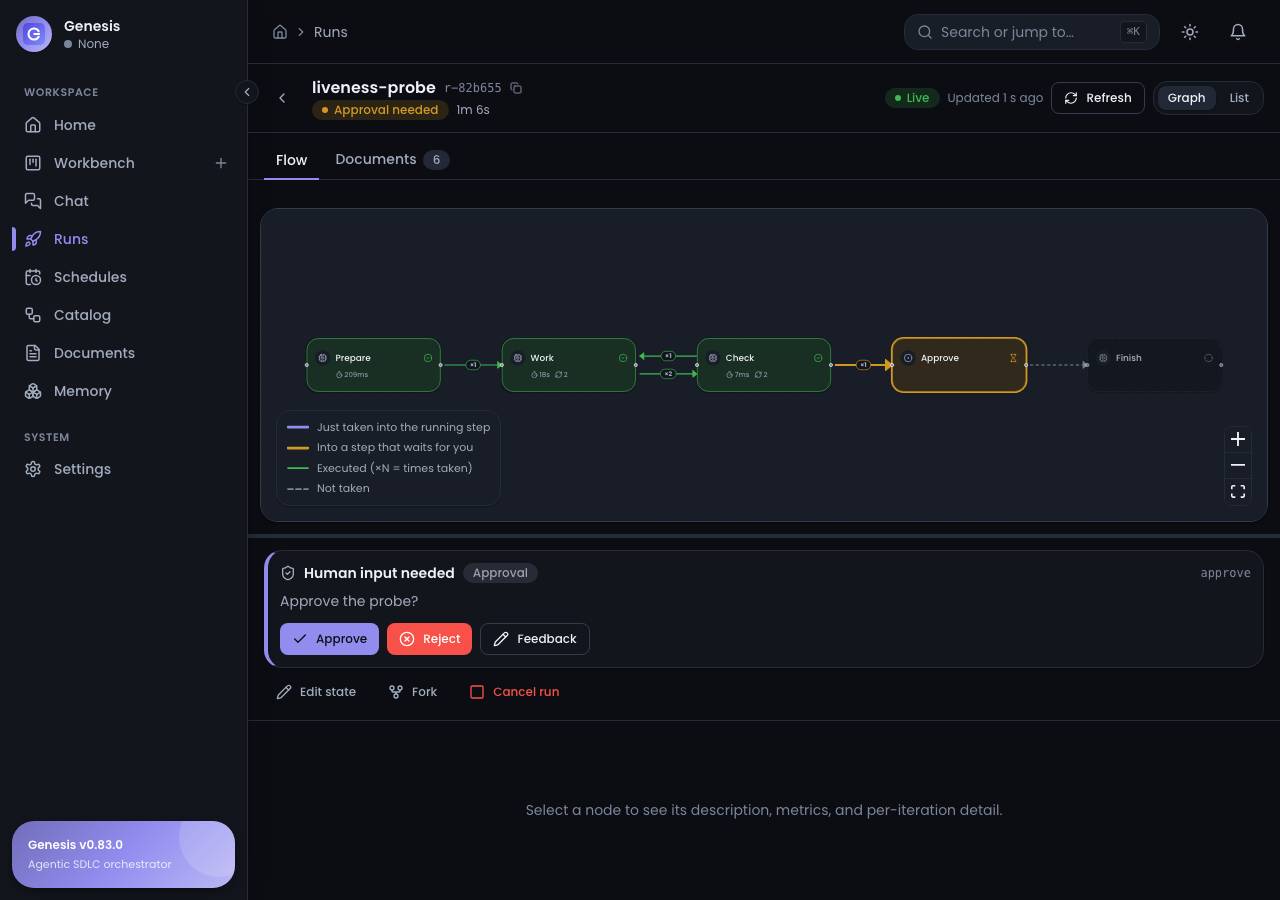 Genesis
None
WORKSPACE
Home
Workbench
Chat
Runs
Schedules
Catalog
Documents
Memory
SYSTEM
Settings
Genesis v0.83.0
Agentic SDLC orchestrator
Runs
Search or jump to...
⌘K
liveness-probe r-82b655
Approval needed 1m 6s
Live Updated 1 s ago Refresh Graph List
Flow Documents 6
Prepare
209ms
×1
Work
18s 2
×1
×2
Check
7ms 2
×1
Approve
Finish
Just taken into the running step
Into a step that waits for you
Executed (×N = times taken)
Not taken
Human input needed Approval approve
Approve the probe?
Approve Reject Feedback
Edit state Fork Cancel run
Select a node to see its description, metrics, and per-iteration detail.